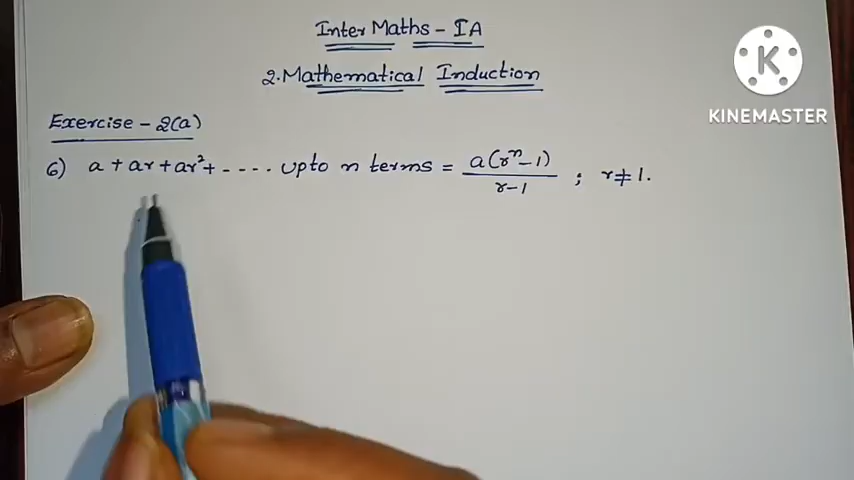 Inter Maths - IA
2. Mathematical Induction
KINEMASTER
Exercise - 2(a)
6) a + ar + ar² + - - - - upto n terms = a(rⁿ-1) / r-1 ; r ≠ 1.